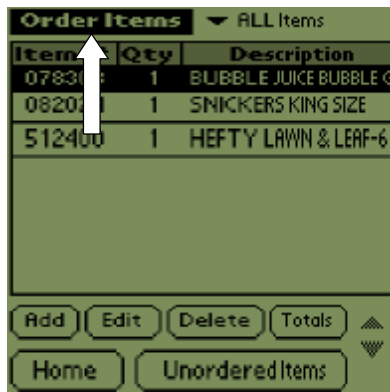 Order Items ALL Items
Item Qty Description
1 BUBBLE JUICE BUBBLE
1 SNICKERS KING SIZE
512400 1 HEFTY LAWN & LEAF-6
Add Edit Delete Totals
Home Unordered Items